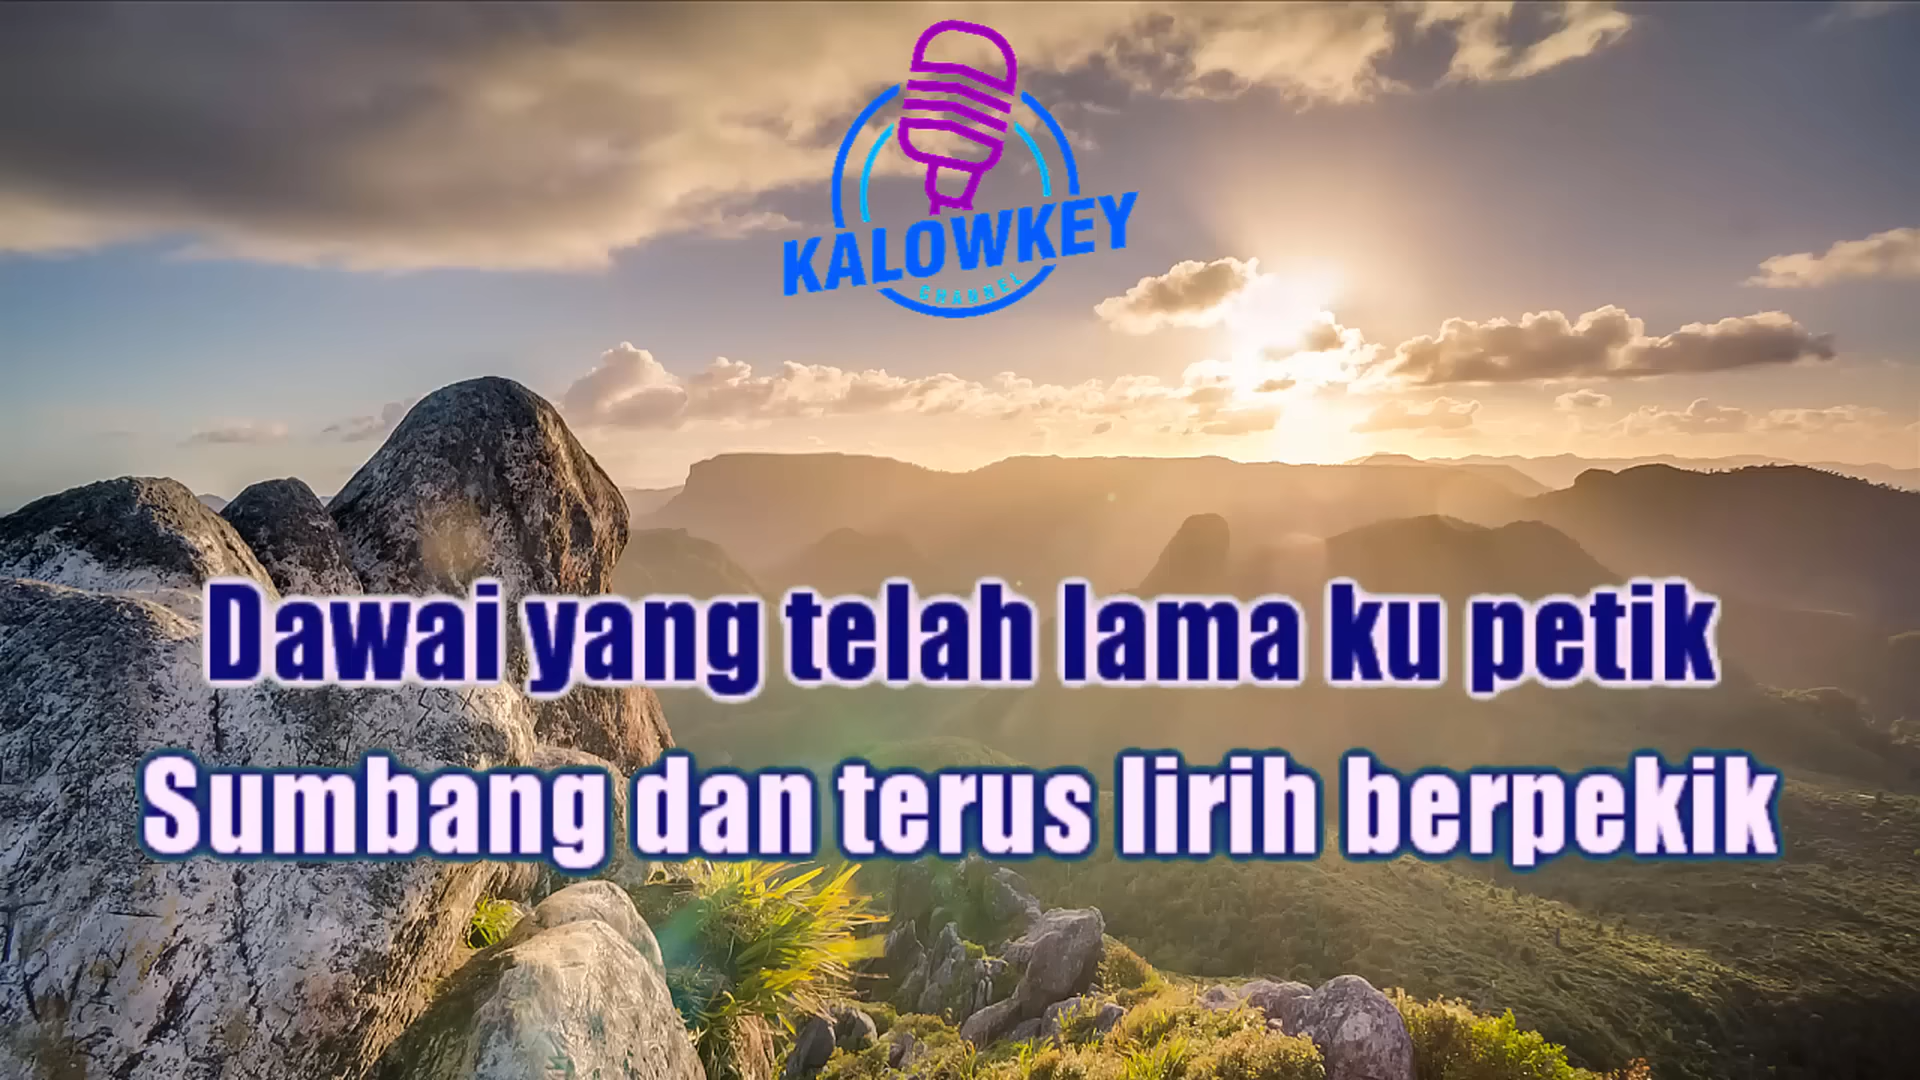 KALOWKEY
CHANNEL
Dawai yang telah lama ku petik
Sumbang dan terus lirih berpekik